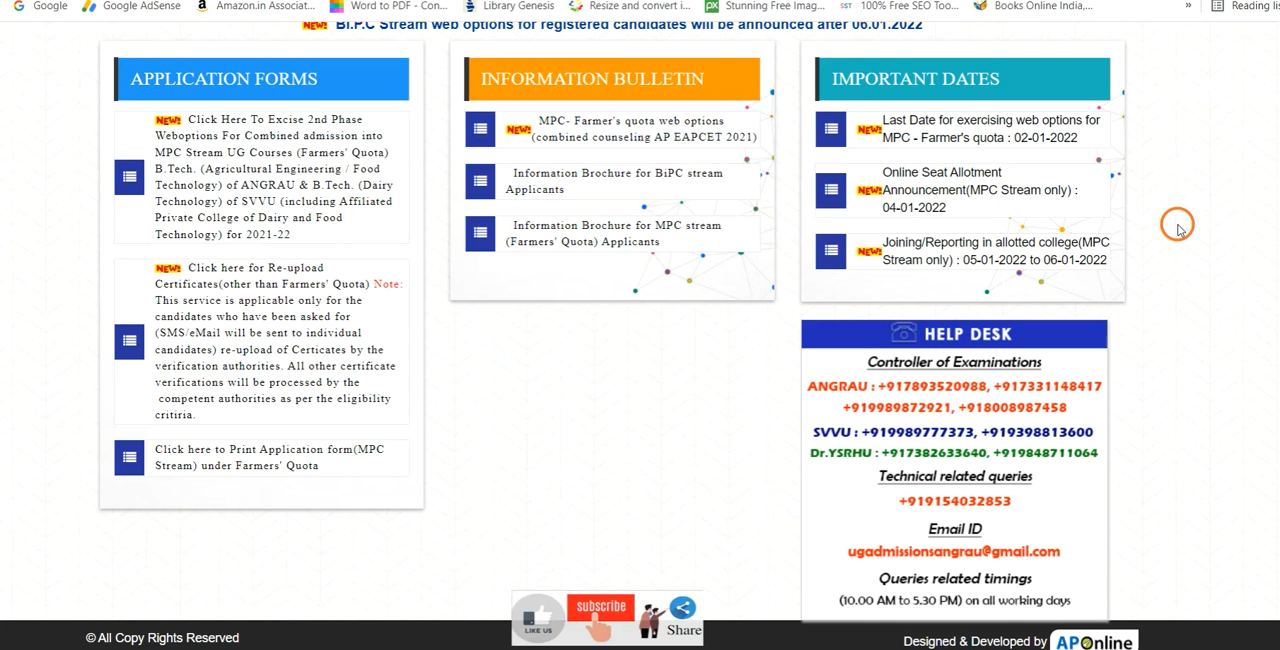 Google
Google AdSense
Amazon.in Associat...
Word to PDF - Con...
Library Genesis
Resize and convert i...
Stunning Free Imag...
100% Free SEO Too...
Books Online India,...
»
Reading lis
NEW! Bi.P.C Stream web options for registered candidates will be announced after 06.01.2022
APPLICATION FORMS
NEW! Click Here To Excise 2nd Phase
Weboptions For Combined admission into
MPC Stream UG Courses (Farmers' Quota)
B.Tech. (Agricultural Engineering / Food
Technology) of ANGRAU & B.Tech. (Dairy
Technology) of SVVU (including Affiliated
Private College of Dairy and Food
Technology) for 2021-22
NEW! Click here for Re-upload
Certificates(other than Farmers' Quota) Note:
This service is applicable only for the
candidates who have been asked for
(SMS/eMail will be sent to individual
candidates) re-upload of Certicates by the
verification authorities. All other certificate
verifications will be processed by the
competent authorities as per the eligibility
critiria.
Click here to Print Application form(MPC
Stream) under Farmers' Quota
INFORMATION BULLETIN
NEW! MPC- Farmer's quota web options
(combined counseling AP EAPCET 2021)
Information Brochure for BiPC stream
Applicants
Information Brochure for MPC stream
(Farmers' Quota) Applicants
IMPORTANT DATES
NEW! Last Date for exercising web options for
MPC - Farmer's quota : 02-01-2022
Online Seat Allotment
NEW! Announcement(MPC Stream only) :
04-01-2022
NEW! Joining/Reporting in allotted college(MPC
Stream only) : 05-01-2022 to 06-01-2022
HELP DESK
Controller of Examinations
ANGRAU : +917893520988, +917331148417
+919989872921, +918008987458
SVVU : +919989777373, +919398813600
Dr.YSRHU : +917382633640, +919848711064
Technical related queries
+919154032853
Email ID
ugadmissionsangrau@gmail.com
Queries related timings
(10.00 AM to 5.30 PM) on all working days
LIKE US
subscribe
Share
© All Copy Rights Reserved
Designed & Developed by APOnline